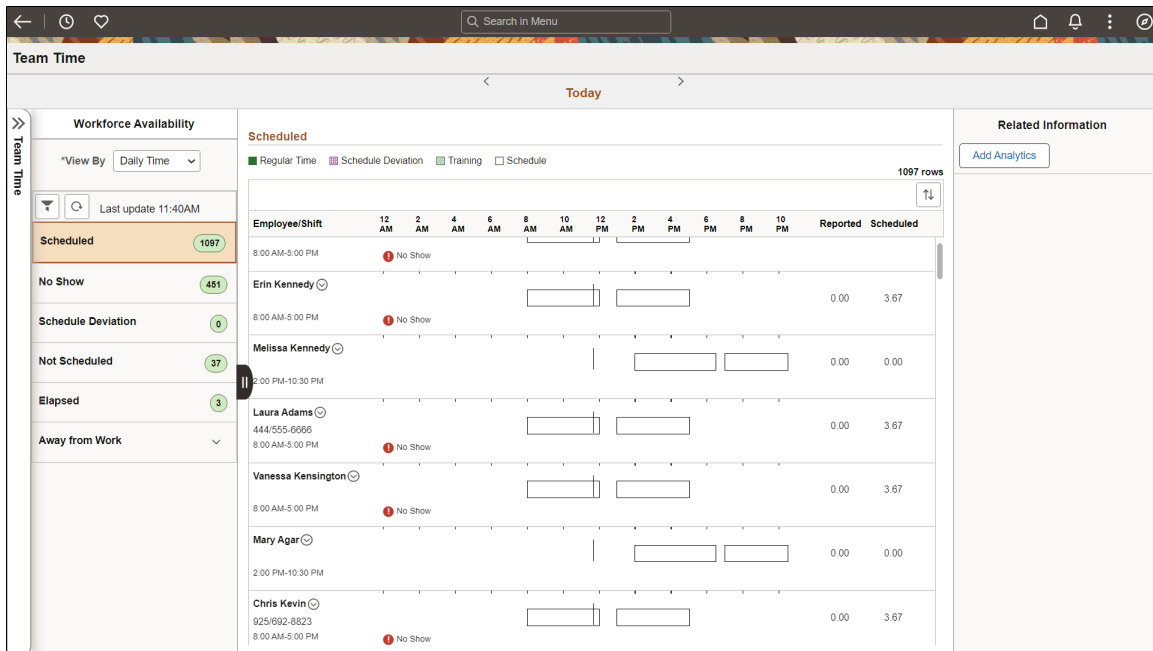 Search in Menu
Team Time
Today
Team Time
Workforce Availability
*View By Daily Time
Last update 11:40AM
Scheduled 1097
No Show 451
Schedule Deviation 0
Not Scheduled 37
Elapsed 3
Away from Work
Scheduled
Regular Time Schedule Deviation Training Schedule
1097 rows
Employee/Shift 12 AM 2 AM 4 AM 6 AM 8 AM 10 AM 12 PM 2 PM 4 PM 6 PM 8 PM 10 PM Reported Scheduled
8:00 AM-5:00 PM No Show
Erin Kennedy
0.00 3.67
8:00 AM-5:00 PM No Show
Melissa Kennedy
0.00 0.00
2:00 PM-10:30 PM
Laura Adams
444/555-6666 0.00 3.67
8:00 AM-5:00 PM No Show
Vanessa Kensington
0.00 3.67
8:00 AM-5:00 PM No Show
Mary Agar
0.00 0.00
2:00 PM-10:30 PM
Chris Kevin
925/692-8823 0.00 3.67
8:00 AM-5:00 PM No Show
Related Information
Add Analytics